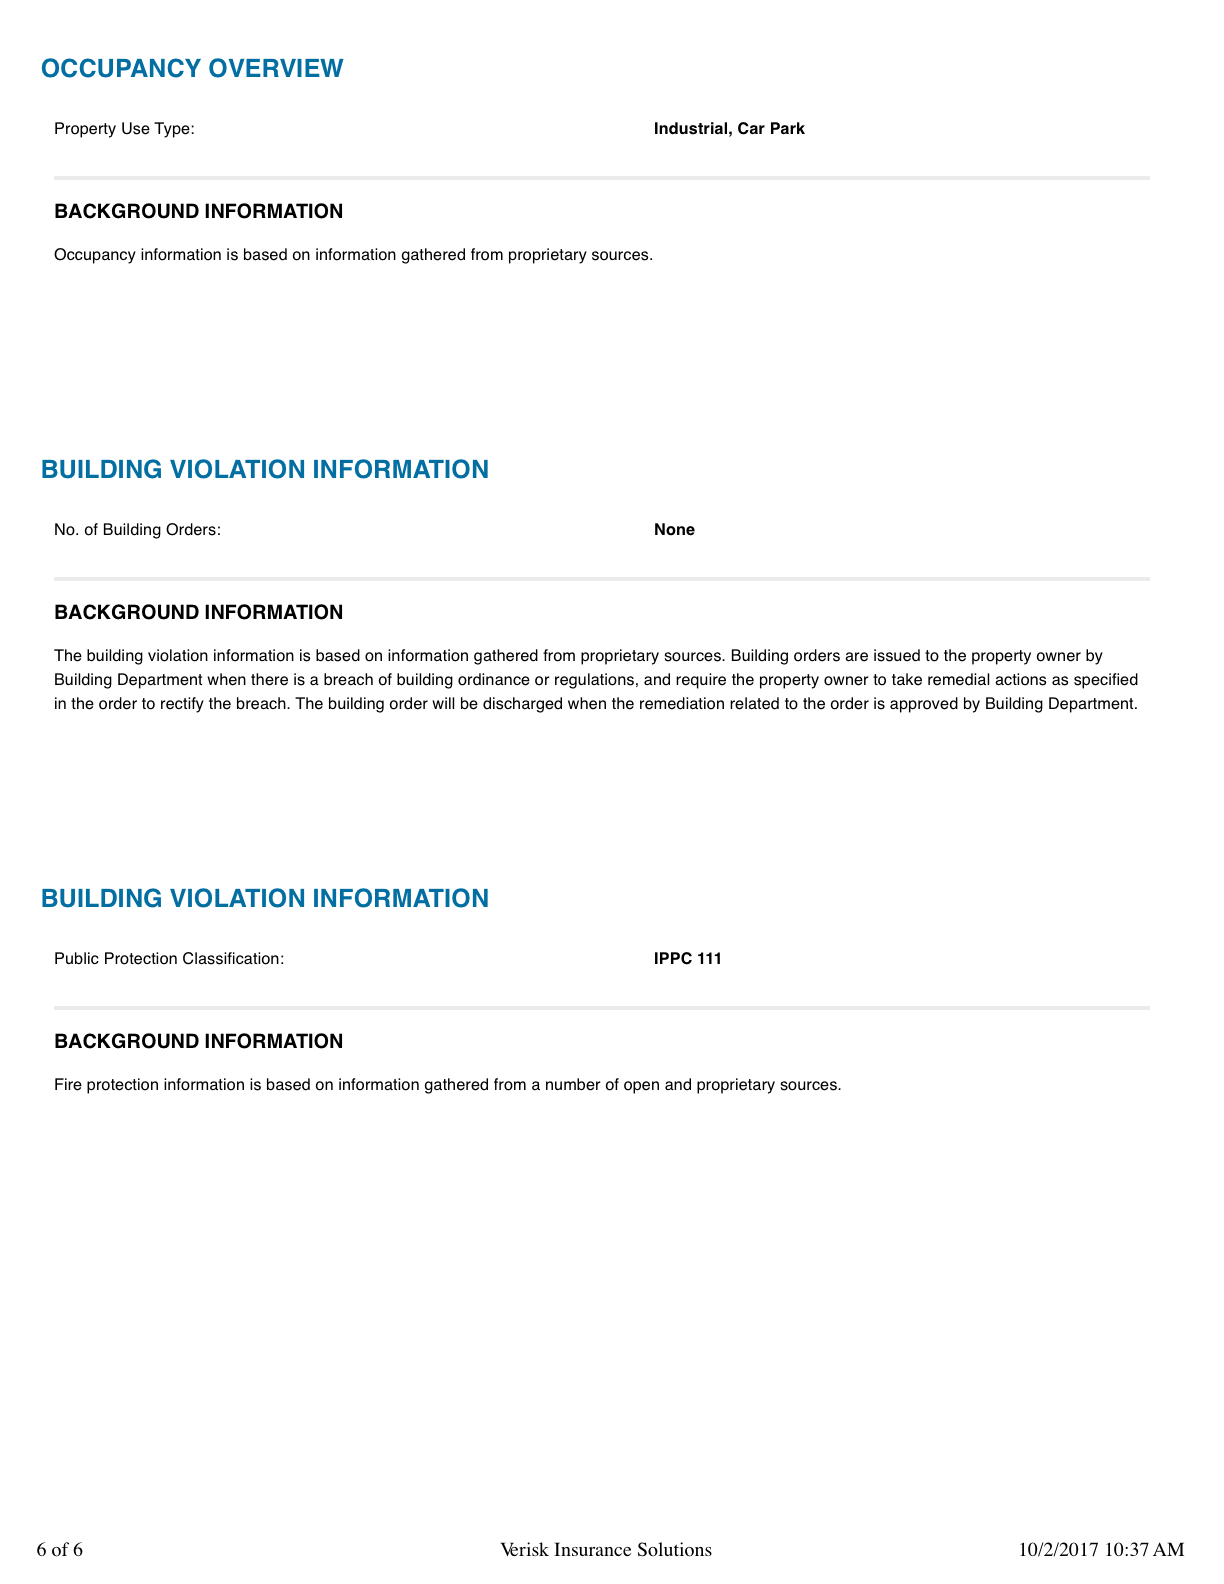 OCCUPANCY OVERVIEW
Property Use Type: Industrial, Car Park
BACKGROUND INFORMATION
Occupancy information is based on information gathered from proprietary sources.
BUILDING VIOLATION INFORMATION
No. of Building Orders: None
BACKGROUND INFORMATION
The building violation information is based on information gathered from proprietary sources. Building orders are issued to the property owner by
Building Department when there is a breach of building ordinance or regulations, and require the property owner to take remedial actions as specified
in the order to rectify the breach. The building order will be discharged when the remediation related to the order is approved by Building Department.
BUILDING VIOLATION INFORMATION
Public Protection Classification: IPPC 111
BACKGROUND INFORMATION
Fire protection information is based on information gathered from a number of open and proprietary sources.
6 of 6 Verisk Insurance Solutions 10/2/2017 10:37 AM